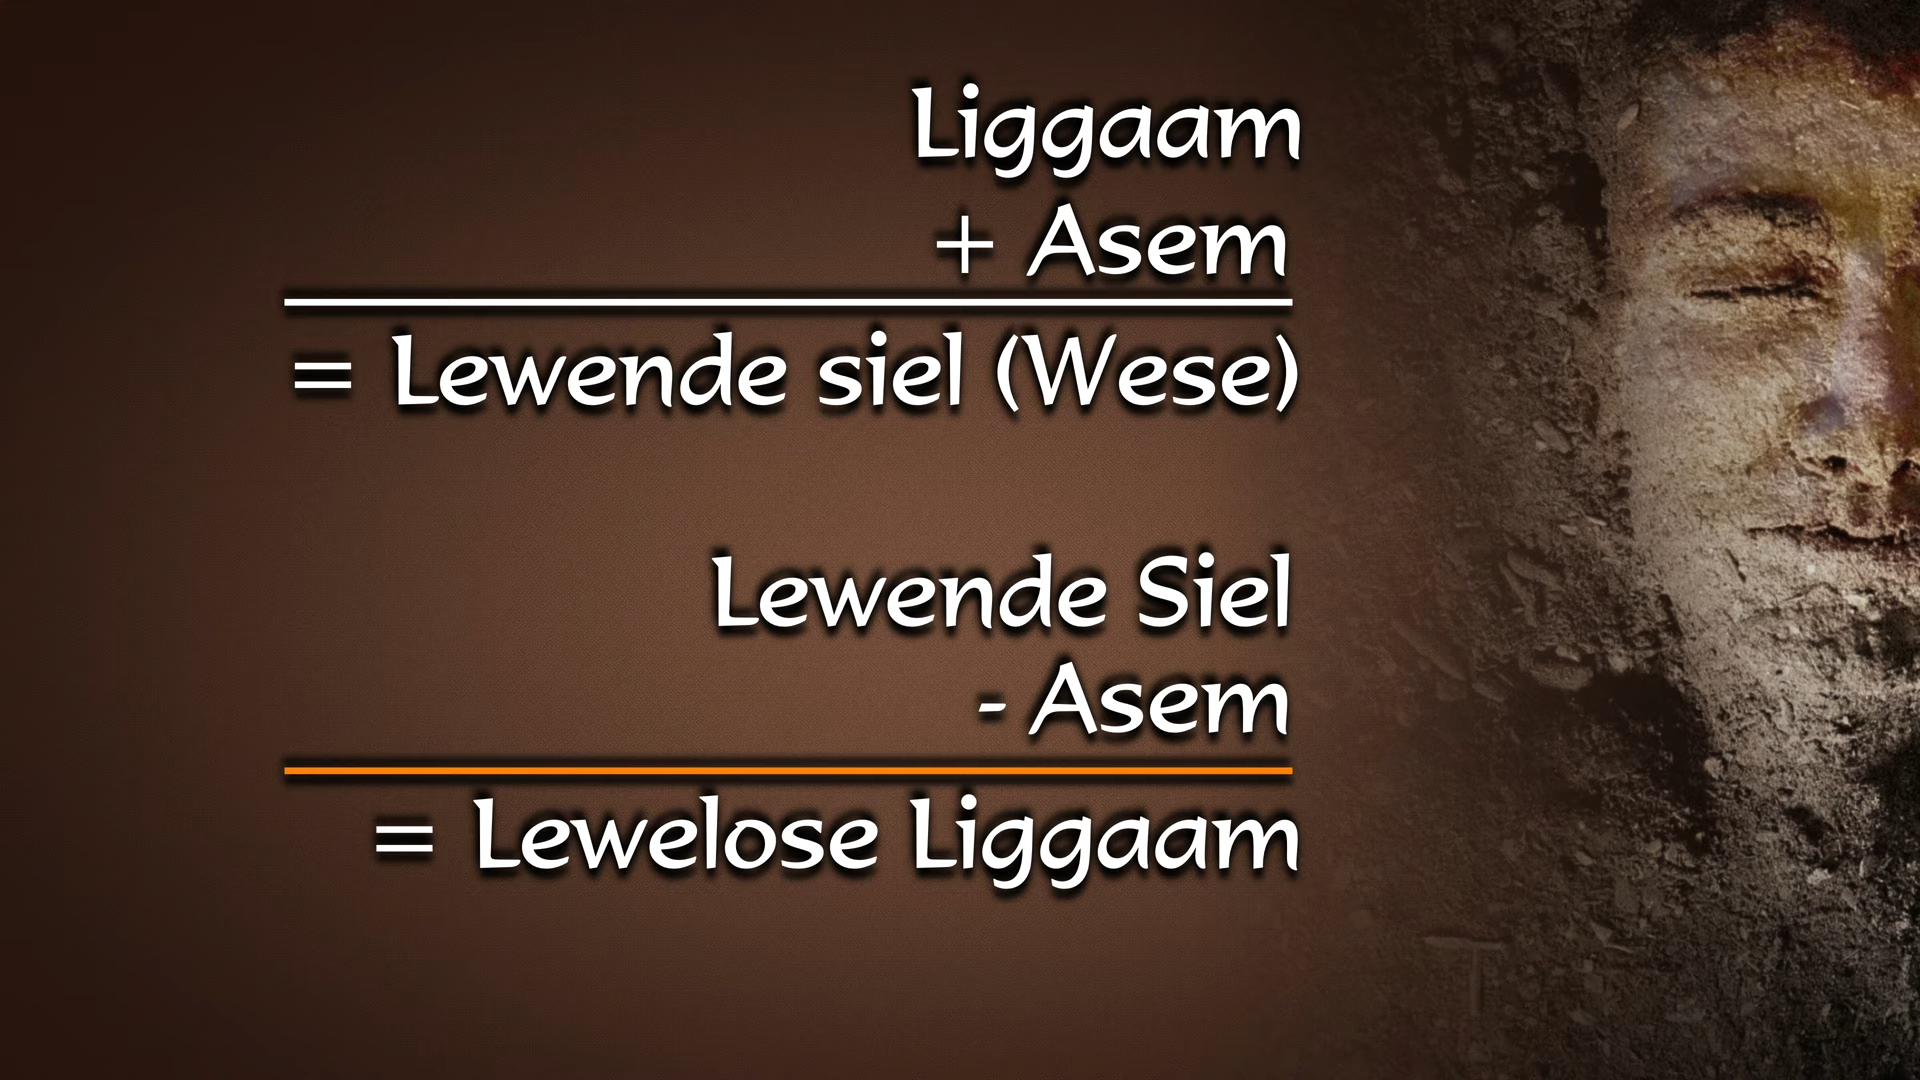 Liggaam
+ Asem
= Lewende siel (Wese)
Lewende Siel
- Asem
= Lewelose Liggaam